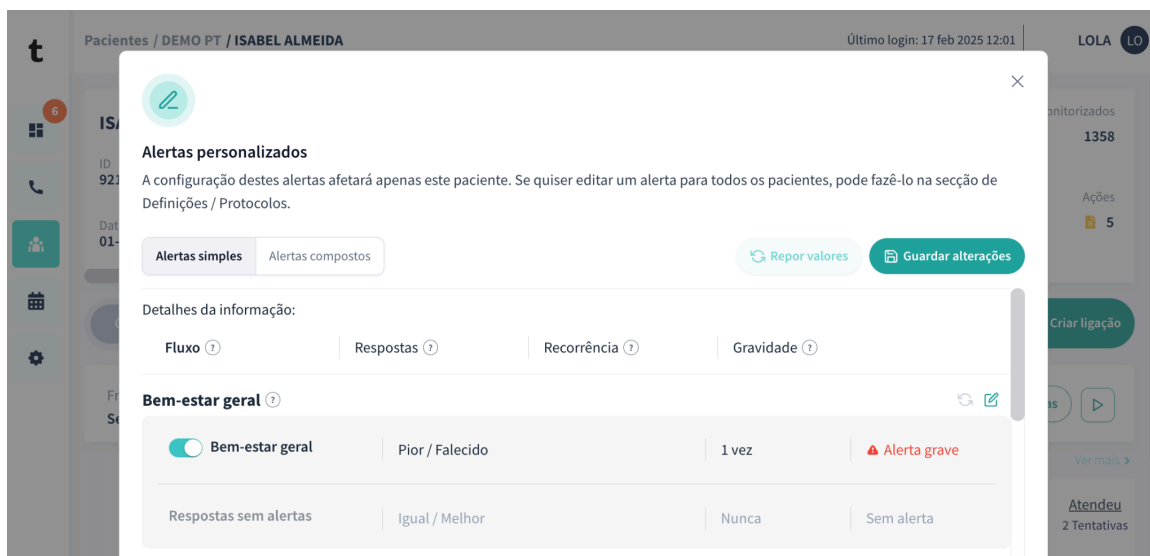 t
Pacientes / DEMO PT / ISABEL ALMEIDA
Último login: 17 feb 2025 12:01
LOLA LO
6
ID
Alertas personalizados
A configuração destes alertas afetará apenas este paciente. Se quiser editar um alerta para todos os pacientes, pode fazê-lo na secção de
Definições / Protocolos.
1358
Ações
5
Alertas simples Alertas compostos Repor valores Guardar alterações
Detalhes da informação:
Fluxo ? Respostas ? Recorrência ? Gravidade ?
Criar ligação
Bem-estar geral ?
Bem-estar geral Pior / Falecido 1 vez Alerta grave
Ver mais >
Respostas sem alertas Igual / Melhor Nunca Sem alerta
Atendeu
2 Tentativas